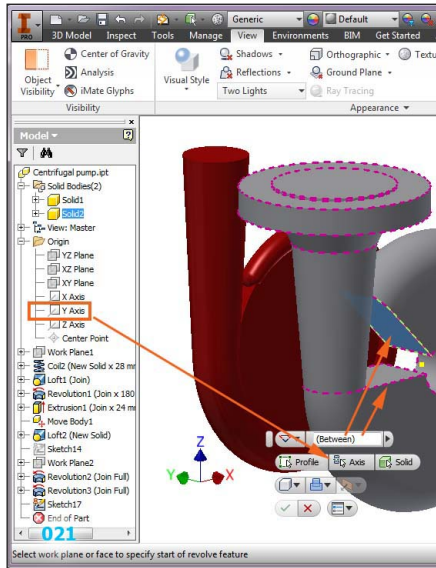 I
PRO
Generic
Default
3D Model Inspect Tools Manage View Environments BIM Get Started
Object Visibility
Center of Gravity
Analysis
iMate Glyphs
Visibility
Visual Style
Shadows
Reflections
Two Lights
Orthographic
Ground Plane
Ray Tracing
Textu
Appearance
Model
Centrifugal pump.ipt
Solid Bodies(2)
Solid1
Solid2
View: Master
Origin
YZ Plane
XZ Plane
XY Plane
X Axis
Y Axis
Z Axis
Center Point
Work Plane1
Coil2 (New Solid x 28 mm
Loft1 (Join)
Revolution1 (Join x 180
Extrusion1 (Join x 24 m
Move Body1
Loft2 (New Solid)
Sketch14
Work Plane2
Revolution2 (Join Full)
Revolution3 (Join Full)
Sketch17
End of Part
021
Z
Y
X
(Between)
Profile Axis Solid
Select work plane or face to specify start of revolve feature